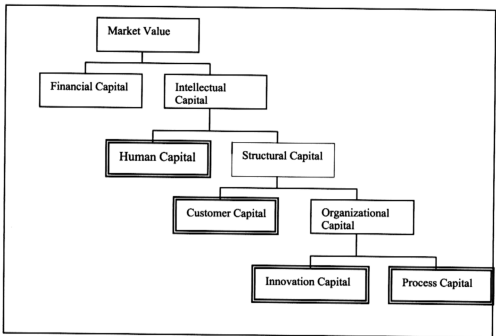 Market Value
Financial Capital
Intellectual
Capital
Human Capital
Structural Capital
Customer Capital
Organizational
Capital
Innovation Capital
Process Capital